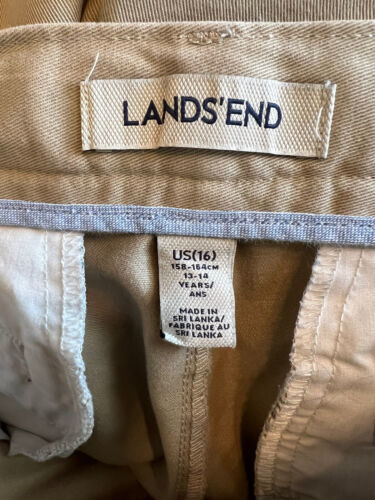 LANDS'END
US(16)
158-164CM
13-14
YEARS/
ANS
MADE IN
SRI LANKA/
FABRIQUE AU
SRI LANKA